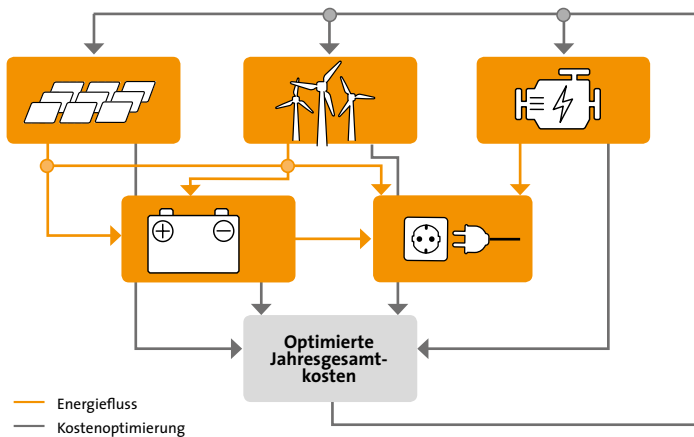 Optimierte
Jahresgesamt-
kosten
Energiefluss
Kostenoptimierung